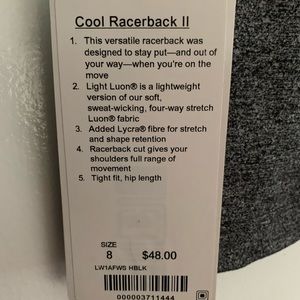 Cool Racerback II
1. This versatile racerback was
designed to stay put—and out of
your way—when you're on the
move
2. Light Luon® is a lightweight
version of our soft,
sweat-wicking, four-way stretch
Luon® fabric
3. Added Lycra® fibre for stretch
and shape retention
4. Racerback cut gives your
shoulders full range of
movement
5. Tight fit, hip length
SIZE
8 $48.00
LW1AFWS HBLK
000003711444